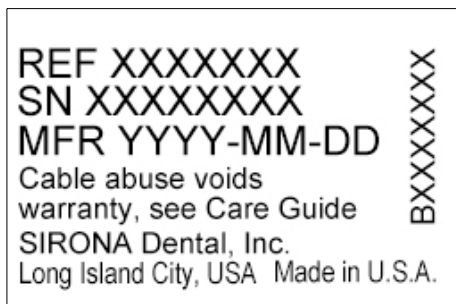 REF XXXXXXX
SN XXXXXXXX
MFR YYYY-MM-DD
Cable abuse voids
warranty, see Care Guide
SIRONA Dental, Inc.
Long Island City, USA Made in U.S.A.
BXXXXXXX